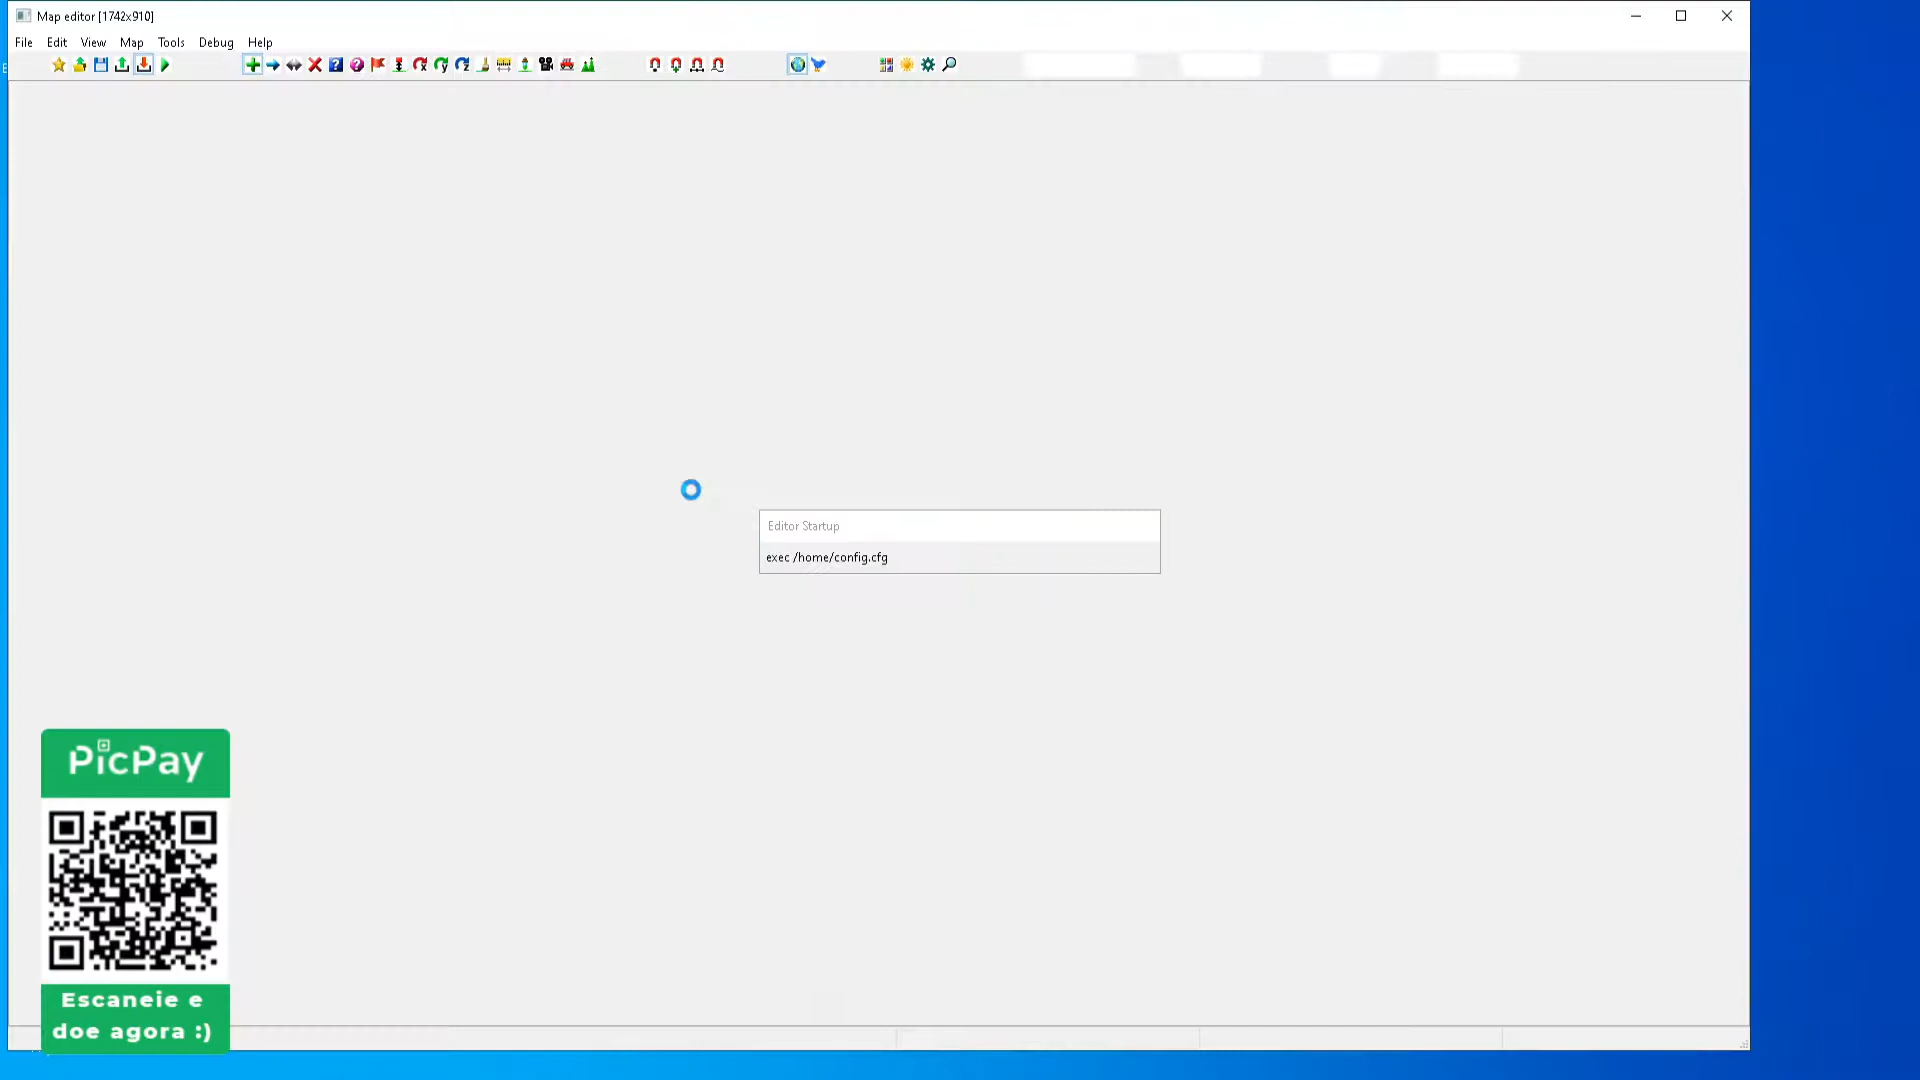 Map editor [1742x910]
File Edit View Map Tools Debug Help
Editor Startup
exec /home/config.cfg
PicPay
Escaneie e
doe agora :)